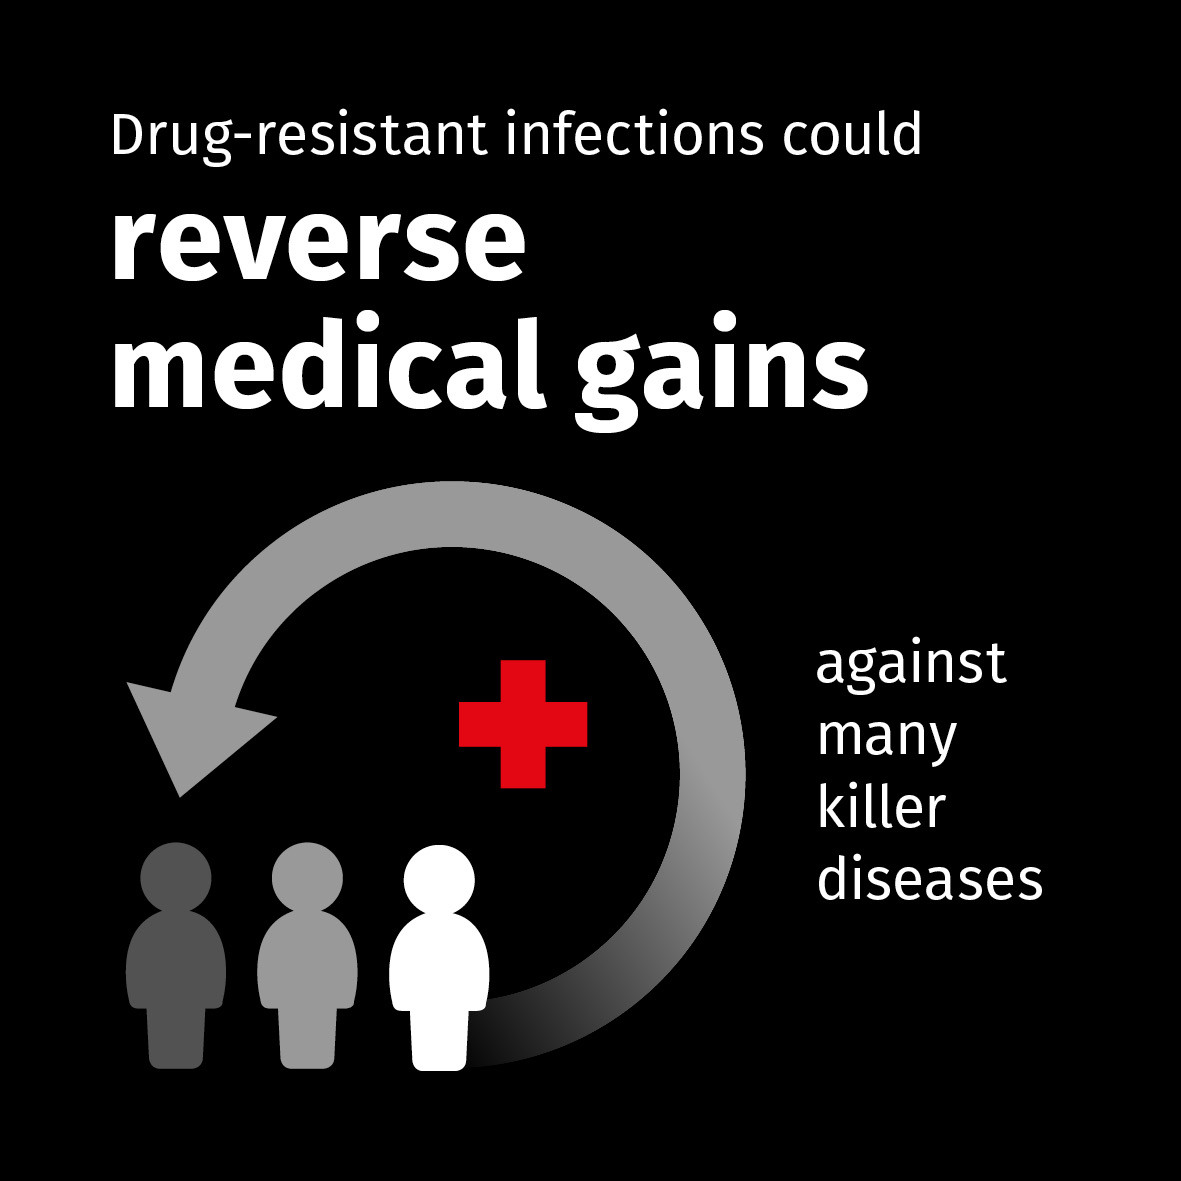 Drug-resistant infections could
reverse
medical gains
against
many
killer
diseases